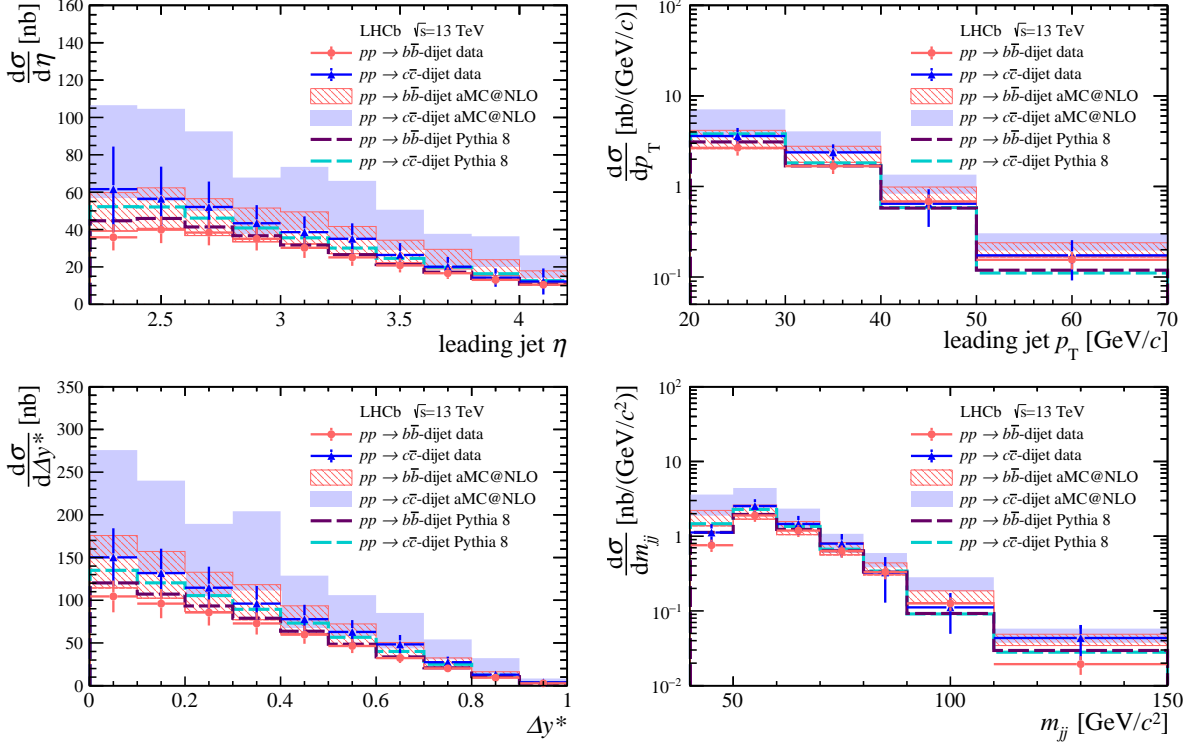 dσ/dη [nb]
160
140
120
100
80
60
40
20
0
LHCb √s=13 TeV
pp → bb̅-dijet data
pp → cc̅-dijet data
pp → bb̅-dijet aMC@NLO
pp → cc̅-dijet aMC@NLO
pp → bb̅-dijet Pythia 8
pp → cc̅-dijet Pythia 8
2.5 3 3.5 4
leading jet η
dσ/dp_T [nb/(GeV/c)]
10²
10
1
10⁻¹
LHCb √s=13 TeV
pp → bb̅-dijet data
pp → cc̅-dijet data
pp → bb̅-dijet aMC@NLO
pp → cc̅-dijet aMC@NLO
pp → bb̅-dijet Pythia 8
pp → cc̅-dijet Pythia 8
20 30 40 50 60 70
leading jet p_T [GeV/c]
dσ/dΔy* [nb]
350
300
250
200
150
100
50
0
LHCb √s=13 TeV
pp → bb̅-dijet data
pp → cc̅-dijet data
pp → bb̅-dijet aMC@NLO
pp → cc̅-dijet aMC@NLO
pp → bb̅-dijet Pythia 8
pp → cc̅-dijet Pythia 8
0 0.2 0.4 0.6 0.8 1
Δy*
dσ/dm_jj [nb/(GeV/c²)]
10²
10
1
10⁻¹
10⁻²
LHCb √s=13 TeV
pp → bb̅-dijet data
pp → cc̅-dijet data
pp → bb̅-dijet aMC@NLO
pp → cc̅-dijet aMC@NLO
pp → bb̅-dijet Pythia 8
pp → cc̅-dijet Pythia 8
50 100 150
m_jj [GeV/c²]